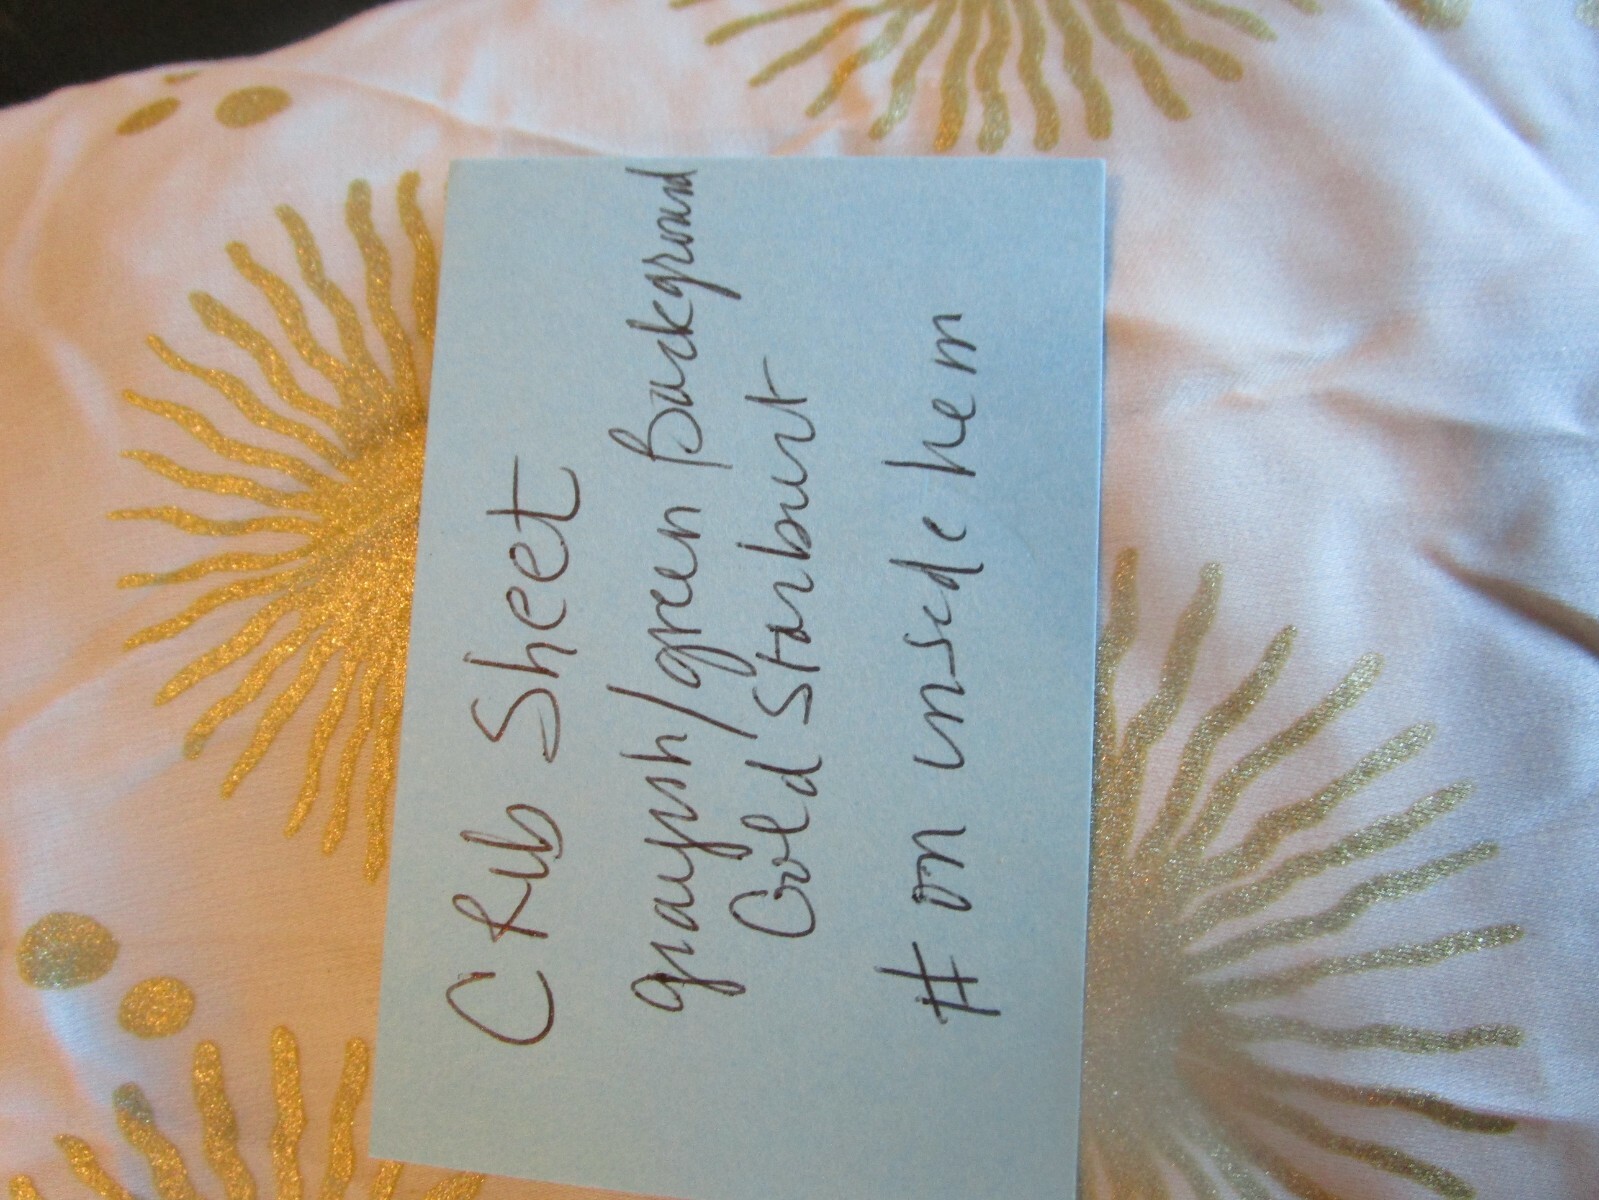 CRib Sheet
grayish/green Background
Gold Starburst
# on inside hem